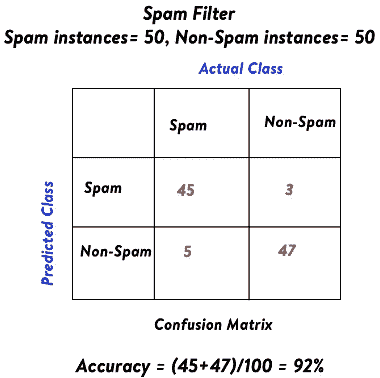 Spam Filter
Spam instances= 50, Non-Spam instances= 50
Actual Class
Spam Non-Spam
Predicted Class
Spam 45 3
Non-Spam 5 47
Confusion Matrix
Accuracy = (45+47)/100 = 92%